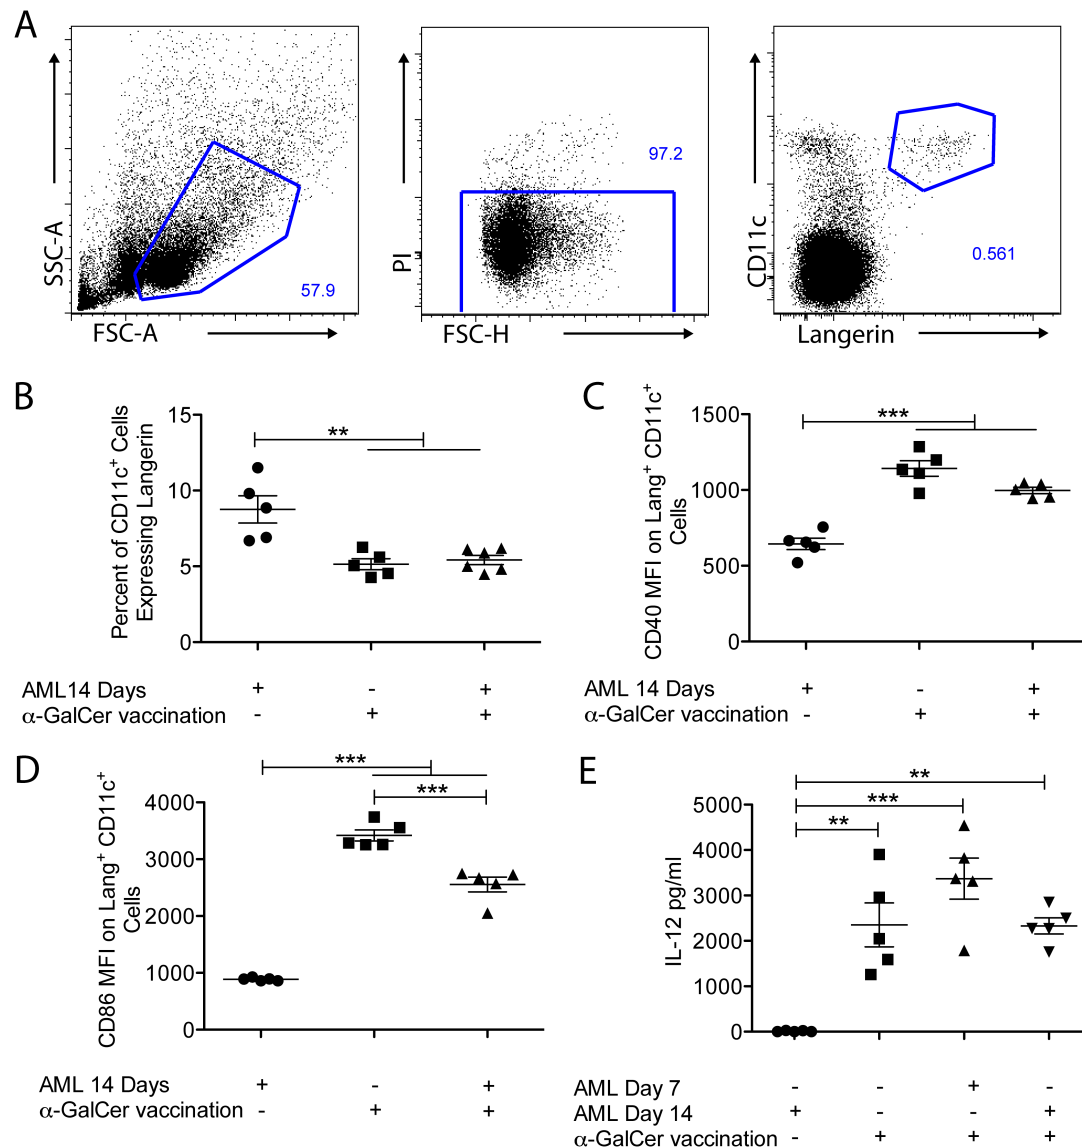 A
SSC-A
57.9
FSC-A
PI
97.2
FSC-H
CD11c
0.561
Langerin
B
Percent of CD11c+ Cells
Expressing Langerin
15
10
5
0
**
AML14 Days + - +
α-GalCer vaccination - + +
C
CD40 MFI on Lang+ CD11c+
Cells
1500
1000
500
0
***
AML 14 Days + - +
α-GalCer vaccination - + +
D
CD86 MFI on Lang+ CD11c+
Cells
4000
3000
2000
1000
0
***
***
AML 14 Days + - +
α-GalCer vaccination - + +
E
IL-12 pg/ml
5000
4000
3000
2000
1000
0
**
***
**
AML Day 7 - - + -
AML Day 14 + - - +
α-GalCer vaccination - + + +